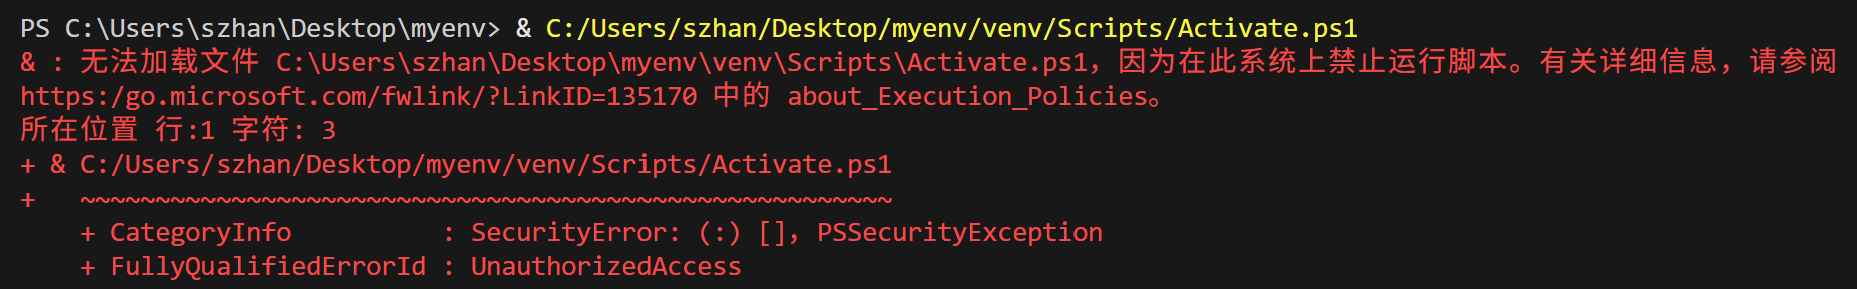 PS C:\Users\szhan\Desktop\myenv> & C:/Users/szhan/Desktop/myenv/venv/Scripts/Activate.ps1
& : 无法加载文件 C:\Users\szhan\Desktop\myenv\venv\Scripts\Activate.ps1，因为在此系统上禁止运行脚本。有关详细信息，请参阅
https:/go.microsoft.com/fwlink/?LinkID=135170 中的 about_Execution_Policies。
所在位置 行:1 字符: 3
+ & C:/Users/szhan/Desktop/myenv/venv/Scripts/Activate.ps1
+   ~~~~~~~~~~~~~~~~~~~~~~~~~~~~~~~~~~~~~~~~~~~~~~~~~~~~~~
    + CategoryInfo          : SecurityError: (:) []，PSSecurityException
    + FullyQualifiedErrorId : UnauthorizedAccess